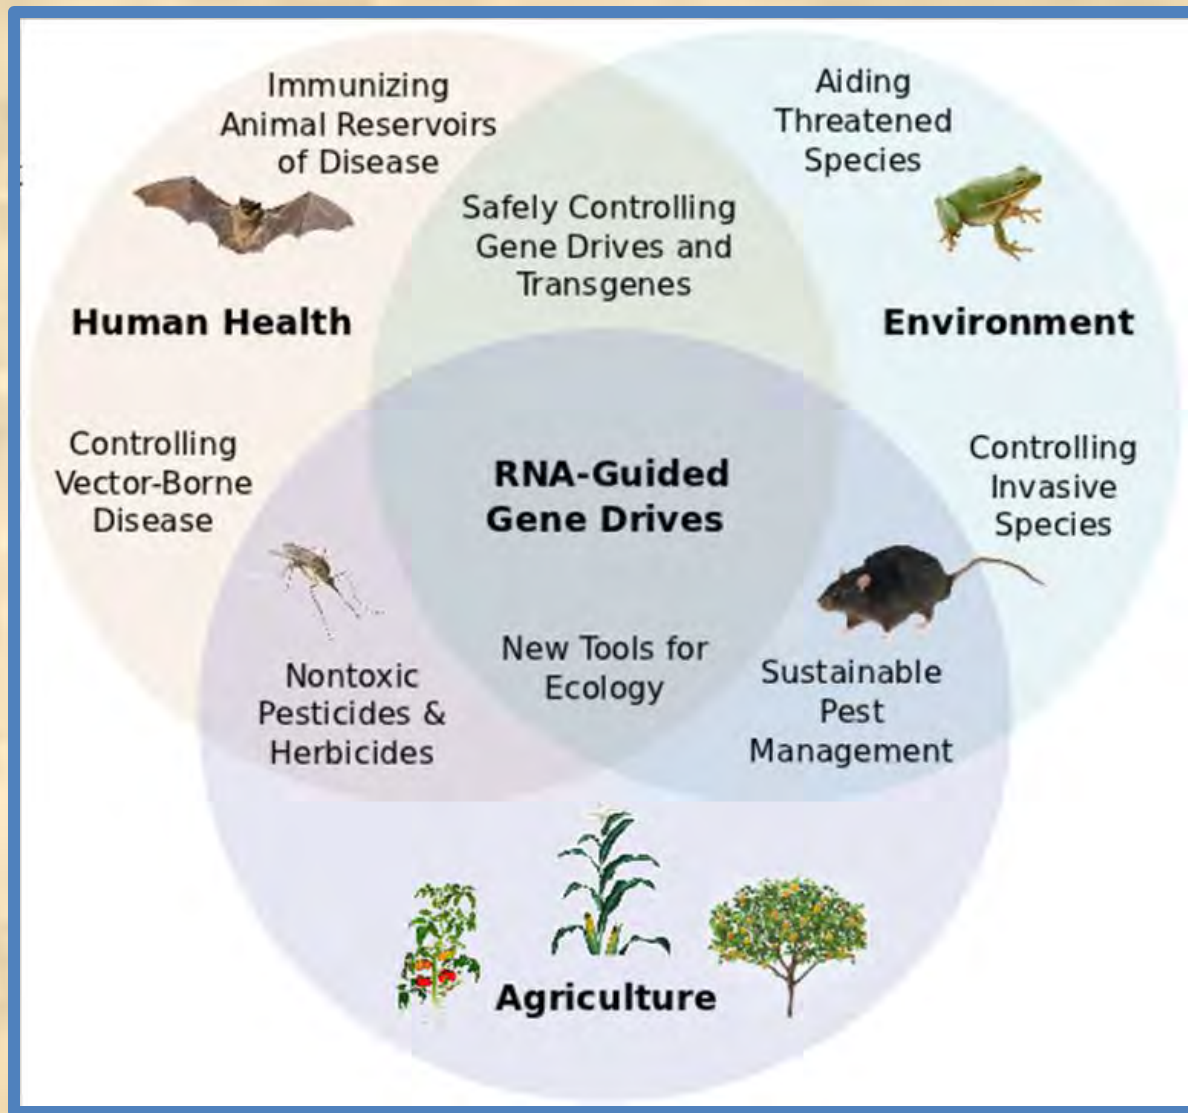 Immunizing
Animal Reservoirs
of Disease
Aiding
Threatened
Species
Safely Controlling
Gene Drives and
Transgenes
Human Health
Environment
Controlling
Vector-Borne
Disease
RNA-Guided
Gene Drives
Controlling
Invasive
Species
Nontoxic
Pesticides &
Herbicides
New Tools for
Ecology
Sustainable
Pest
Management
Agriculture